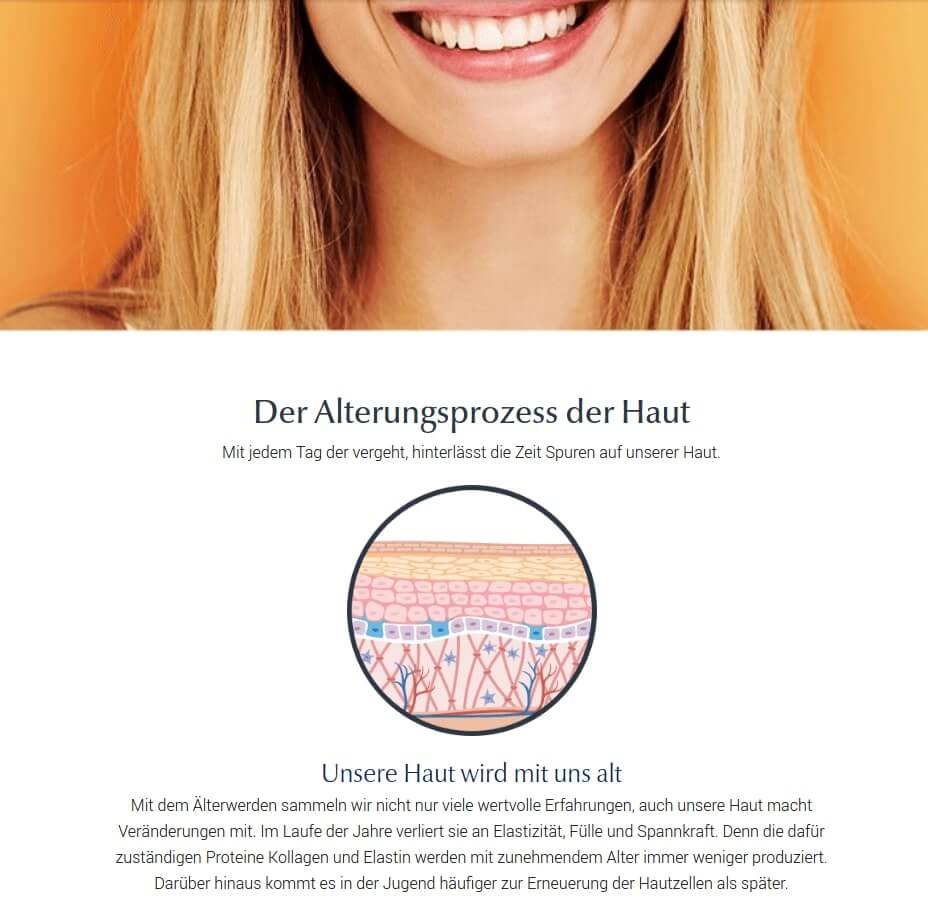 Der Alterungsprozess der Haut
Mit jedem Tag der vergeht, hinterlässt die Zeit Spuren auf unserer Haut.
Unsere Haut wird mit uns alt
Mit dem Älterwerden sammeln wir nicht nur viele wertvolle Erfahrungen, auch unsere Haut macht
Veränderungen mit. Im Laufe der Jahre verliert sie an Elastizität, Fülle und Spannkraft. Denn die dafür
zuständigen Proteine Kollagen und Elastin werden mit zunehmendem Alter immer weniger produziert.
Darüber hinaus kommt es in der Jugend häufiger zur Erneuerung der Hautzellen als später.